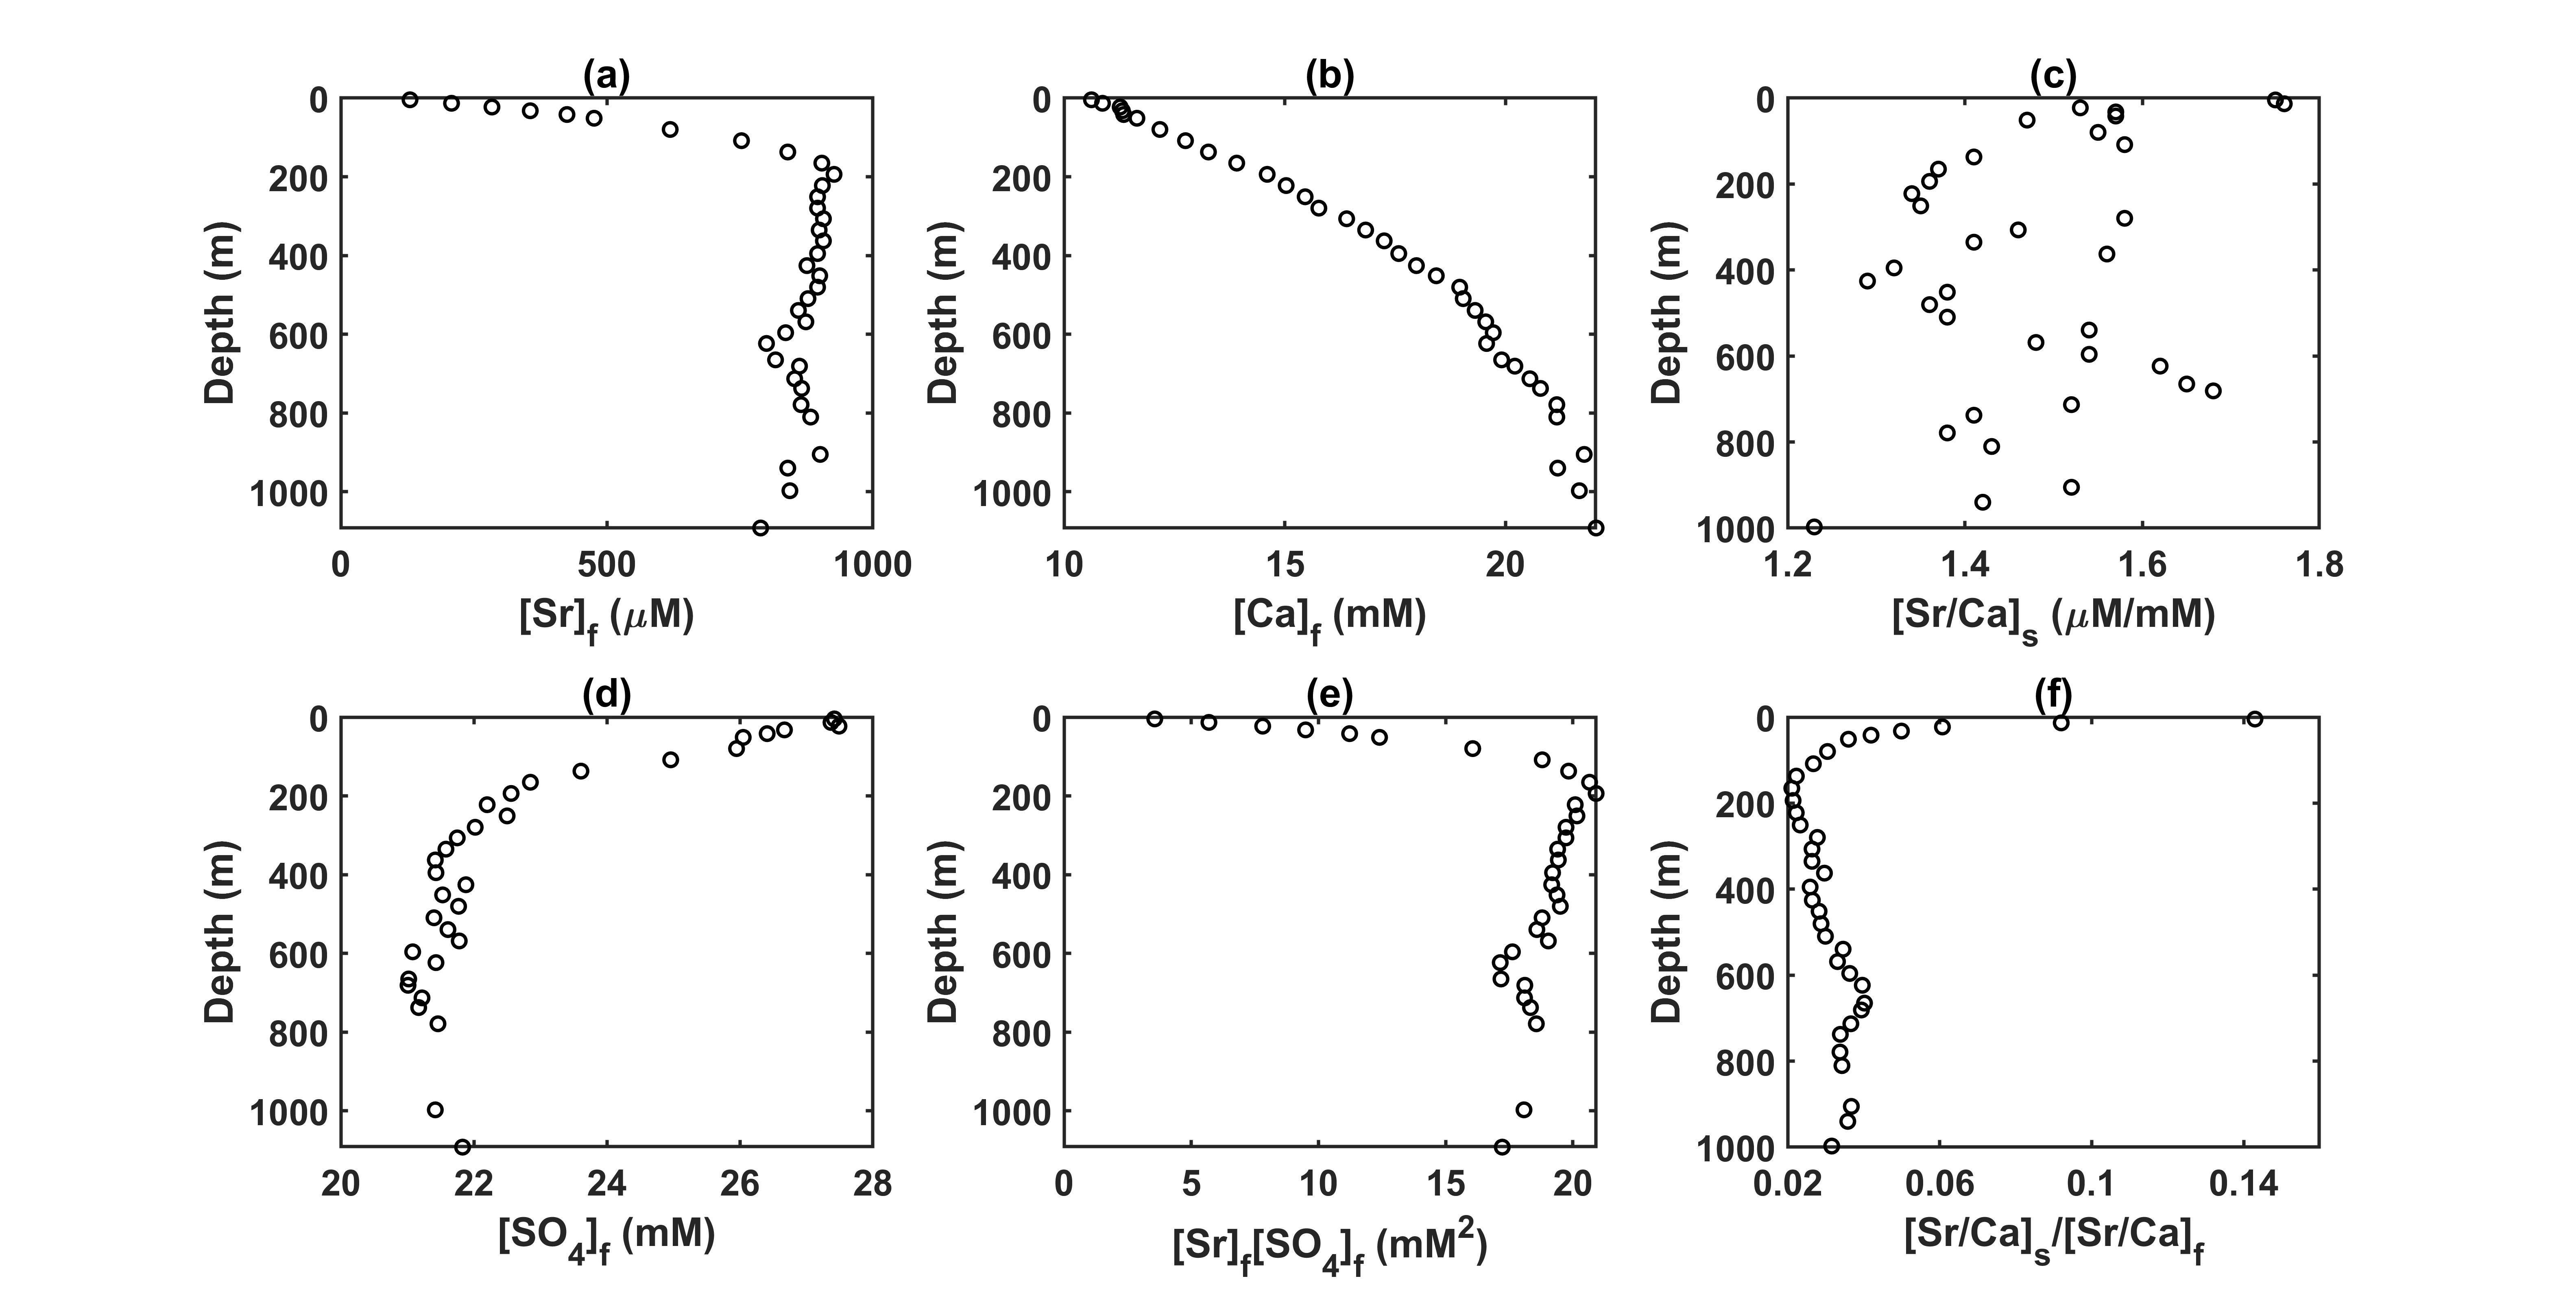 (a)
0
200
400
600
800
1000
Depth (m)
0 500 1000
[Sr]f (μM)
(b)
0
200
400
600
800
1000
Depth (m)
10 15 20
[Ca]f (mM)
(c)
0
200
400
600
800
1000
Depth (m)
1.2 1.4 1.6 1.8
[Sr/Ca]s (μM/mM)
(d)
0
200
400
600
800
1000
Depth (m)
20 22 24 26 28
[SO4]f (mM)
(e)
0
200
400
600
800
1000
Depth (m)
0 5 10 15 20
[Sr]f[SO4]f (mM2)
(f)
0
200
400
600
800
1000
Depth (m)
0.02 0.06 0.1 0.14
[Sr/Ca]s/[Sr/Ca]f